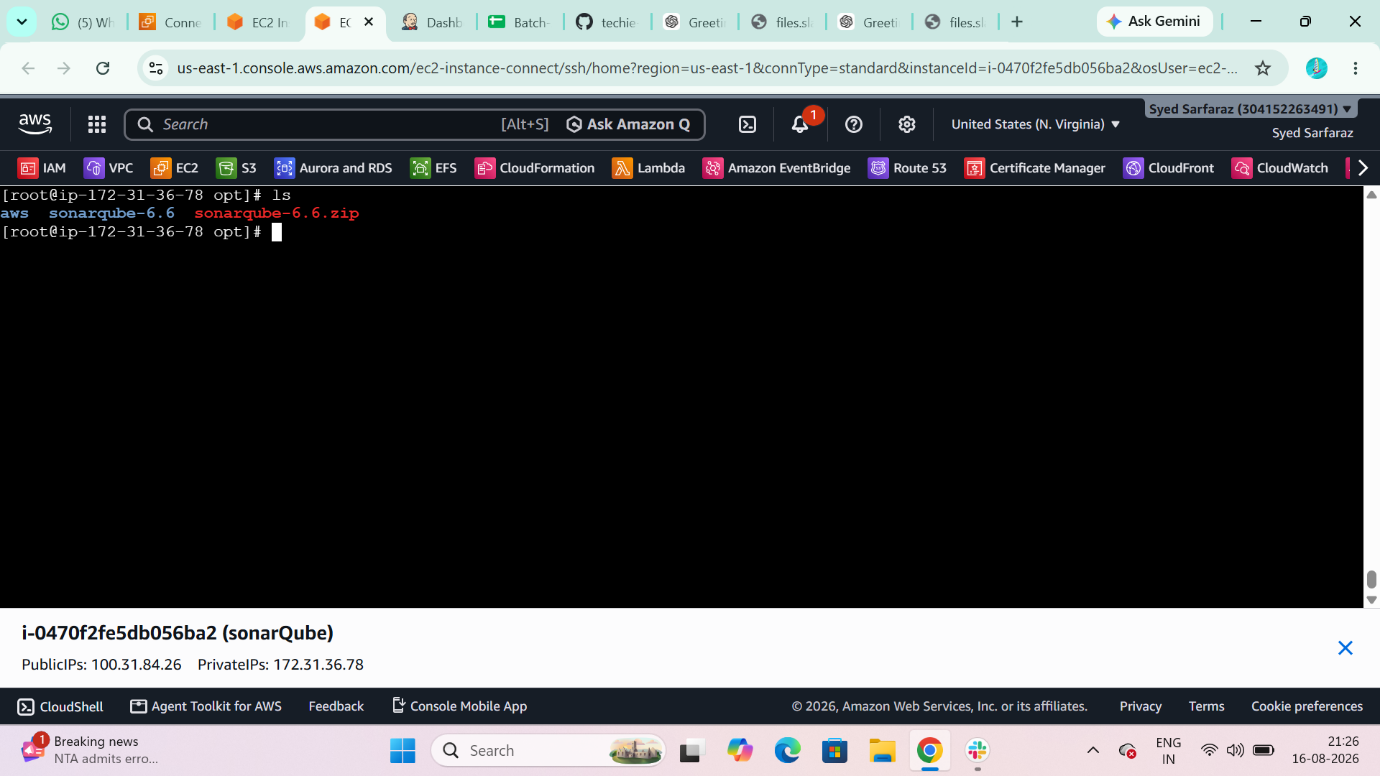 (5) Wh
Conne
EC2 In
EC
Dashb
Batch-
techie
Greeti
files.sl
Greeti
files.sl
Ask Gemini
us-east-1.console.aws.amazon.com/ec2-instance-connect/ssh/home?region=us-east-1&connType=standard&instanceId=i-0470f2fe5db056ba2&osUser=ec2-...
aws
Search
[Alt+S]
Ask Amazon Q
1
United States (N. Virginia)
Syed Sarfaraz (304152263491)
Syed Sarfaraz
IAM VPC EC2 S3 Aurora and RDS EFS CloudFormation Lambda Amazon EventBridge Route 53 Certificate Manager CloudFront CloudWatch
[root@ip-172-31-36-78 opt]# ls
aws sonarqube-6.6 sonarqube-6.6.zip
[root@ip-172-31-36-78 opt]#
i-0470f2fe5db056ba2 (sonarQube)
PublicIPs: 100.31.84.26 PrivateIPs: 172.31.36.78
CloudShell Agent Toolkit for AWS Feedback Console Mobile App © 2026, Amazon Web Services, Inc. or its affiliates. Privacy Terms Cookie preferences
1
Breaking news
NTA admits erro...
Search
ENG
IN
21:26
16-08-2026